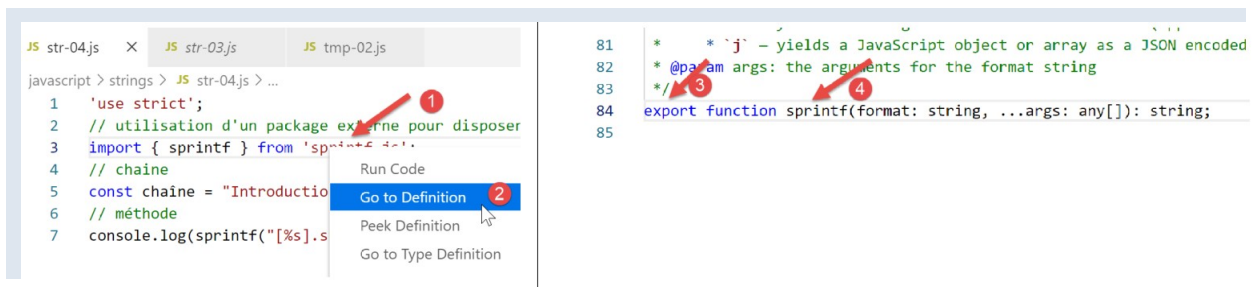 JS str-04.js × JS str-03.js JS tmp-02.js
javascript > strings > JS str-04.js > ...
1 'use strict';
2 // utilisation d'un package externe pour disposer
3 import { sprintf } from 'sprintf-js';
4 // chaine
5 const chaîne = "Introductio
6 // méthode
7 console.log(sprintf("[%s].s
1
Run Code
Go to Definition 2
Peek Definition
Go to Type Definition
81 * * `j` — yields a JavaScript object or array as a JSON encoded
82 * @param args: the arguments for the format string
83 */
3 4
84 export function sprintf(format: string, ...args: any[]): string;
85